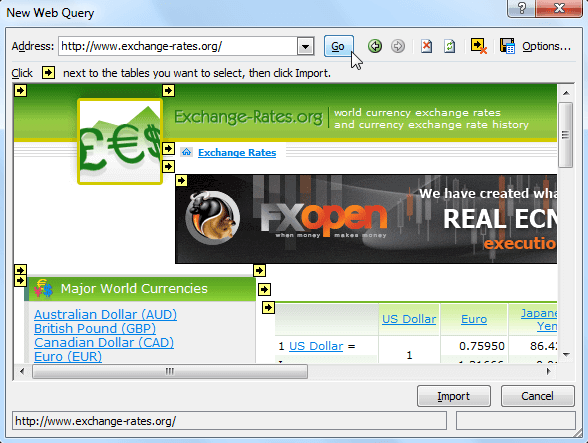 New Web Query
Address: http://www.exchange-rates.org/ Go Options...
Click next to the tables you want to select, then click Import.
£€$
Exchange-Rates.org
world currency exchange rates
and currency exchange rate history
Exchange Rates
We have created wha
FXopen
when money makes money
REAL ECN
executio
Major World Currencies
Australian Dollar (AUD)
British Pound (GBP)
Canadian Dollar (CAD)
Euro (EUR)
US Dollar Euro Japane
Yen
1 US Dollar = 1 0.75950 86.42
Import Cancel
http://www.exchange-rates.org/